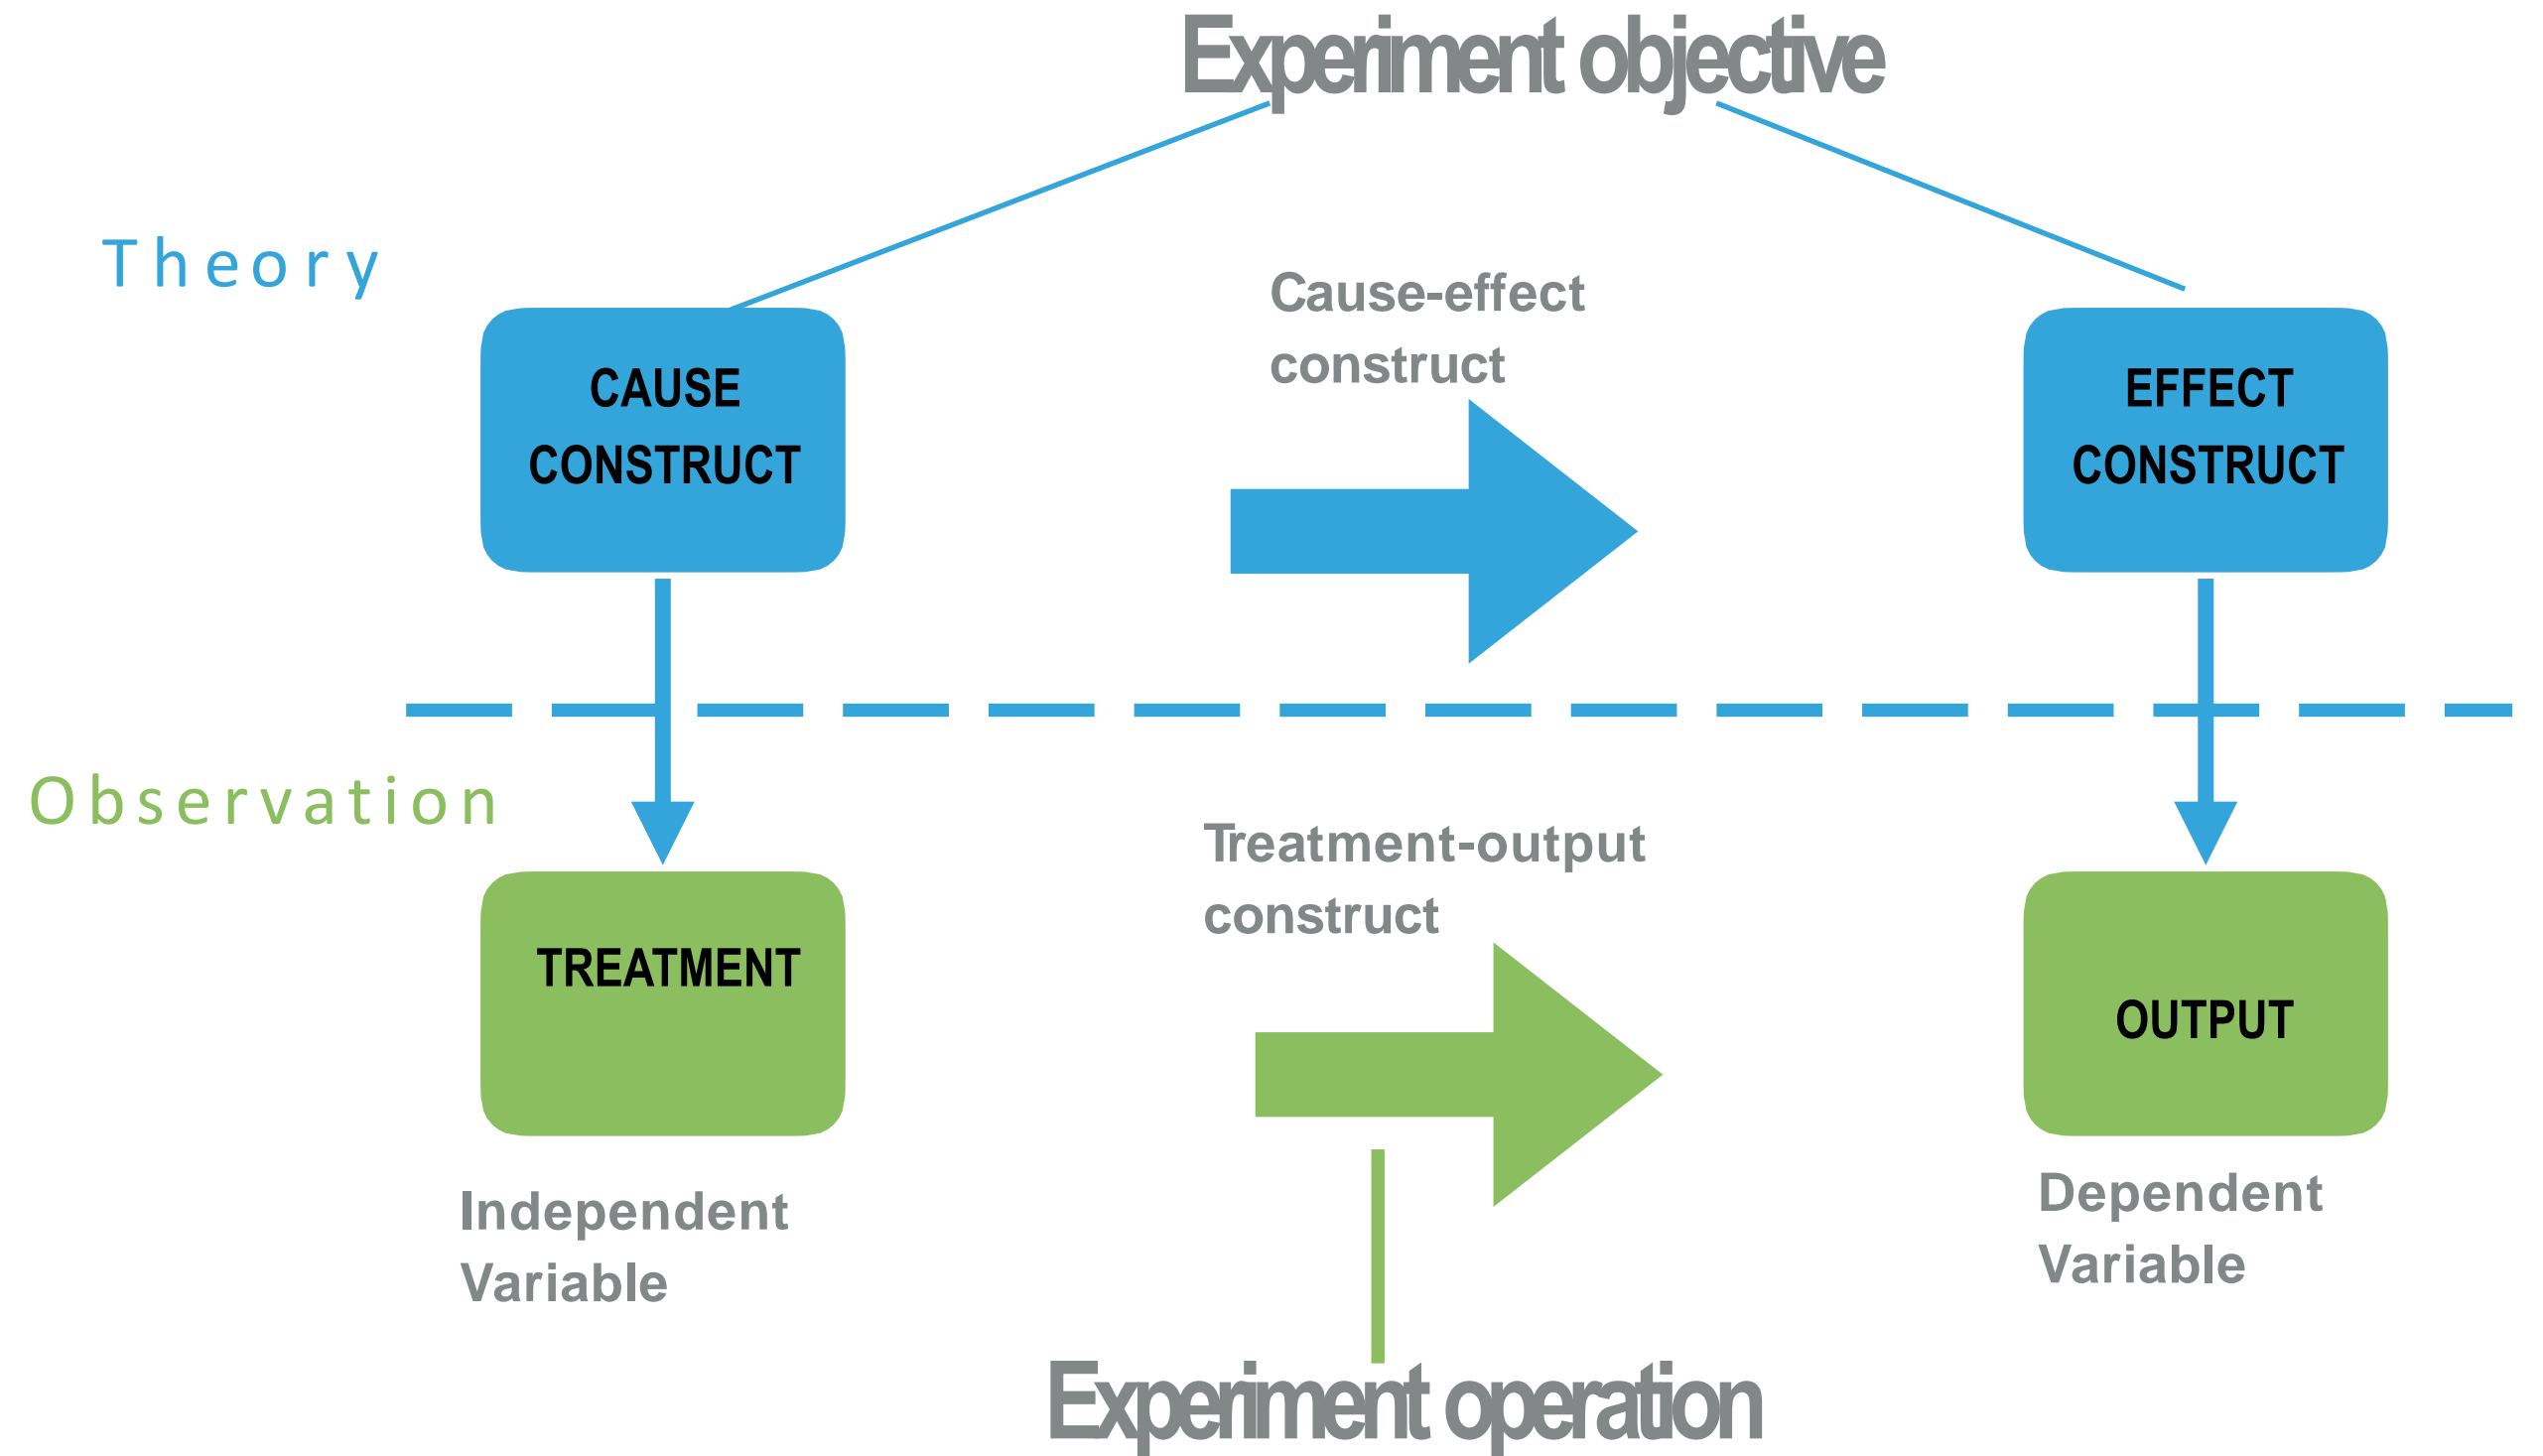 Experiment objective
Theory
Cause-effect
construct
CAUSE
CONSTRUCT
EFFECT
CONSTRUCT
Observation
Treatment-output
construct
TREATMENT
OUTPUT
Independent
Variable
Dependent
Variable
Experiment operation